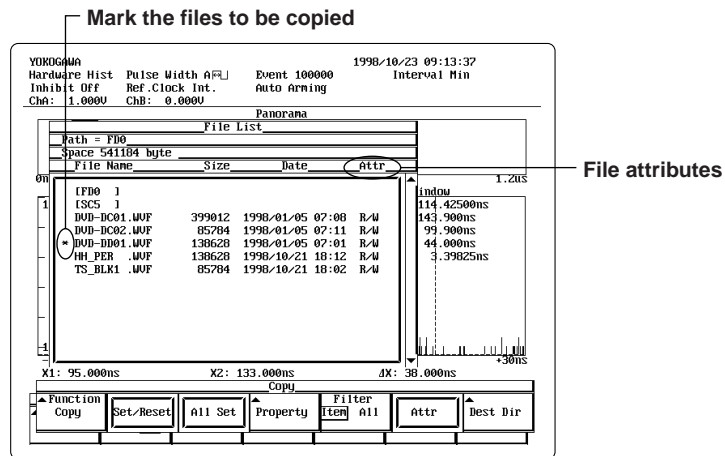 Mark the files to be copied
YOKOGAWA 1998/10/23 09:13:37
Hardware Hist Pulse Width A Event 100000 Interval Min
Inhibit Off Ref.Clock Int. Auto Arming
ChA: 1.000V ChB: 0.000V
Panorama
File List
Path = FD0
Space 541184 byte
File Name Size Date Attr
File attributes
0n 1.2us
[FD0 ] indow
1 [SC5 ] 114.42500ns
DVD-DC01.WVF 399012 1998/01/05 07:08 R/W 143.900ns
DVD-DC02.WVF 85784 1998/01/05 07:11 R/W 99.900ns
* DVD-DD01.WVF 138628 1998/01/05 07:01 R/W 44.000ns
HH_PER .WVF 138628 1998/10/21 18:12 R/W 3.39825ns
TS_BLK1 .WVF 85784 1998/10/21 18:02 R/W
1
+30ns
X1: 95.000ns X2: 133.000ns ΔX: 38.000ns
Copy
Function Filter
Copy Set/Reset All Set Property Item All Attr Dest Dir